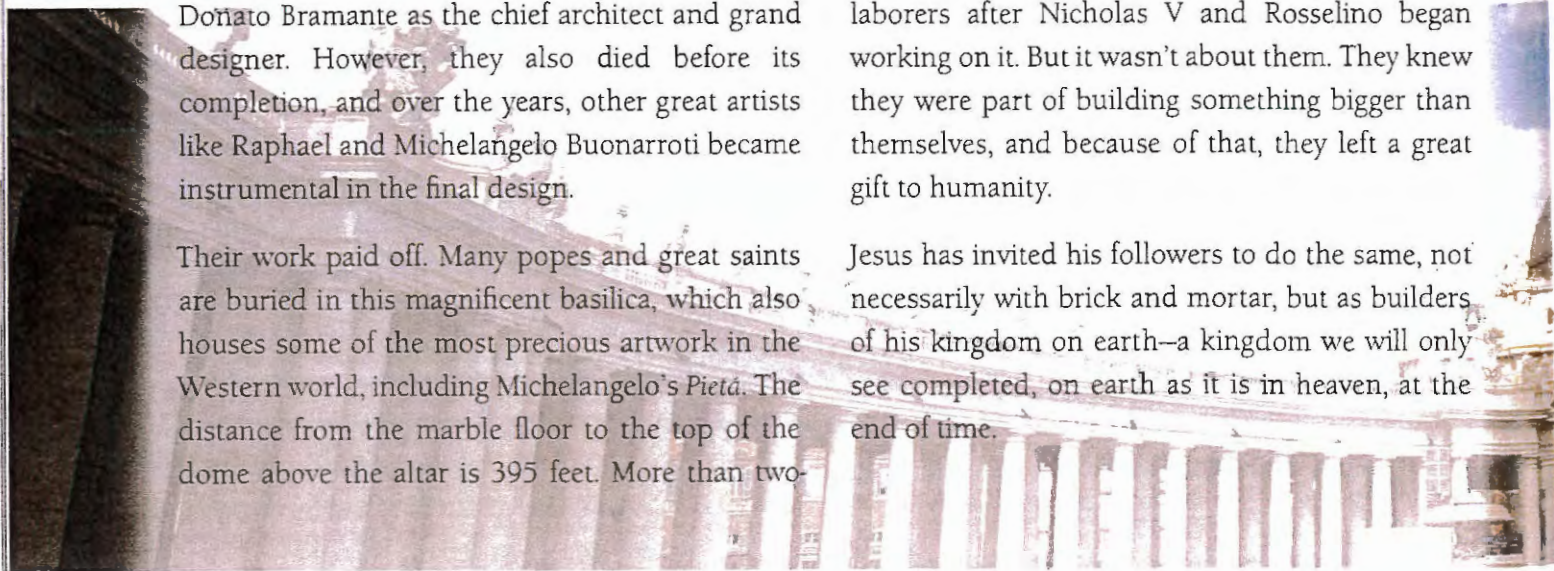 Donato Bramante as the chief architect and grand
designer. However, they also died before its
completion, and over the years, other great artists
like Raphael and Michelangelo Buonarroti became
instrumental in the final design.
Their work paid off. Many popes and great saints
are buried in this magnificent basilica, which also
houses some of the most precious artwork in the
Western world, including Michelangelo's Pietá. The
distance from the marble floor to the top of the
dome above the altar is 395 feet. More than two-
laborers after Nicholas V and Rosselino began
working on it. But it wasn't about them. They knew
they were part of building something bigger than
themselves, and because of that, they left a great
gift to humanity.
Jesus has invited his followers to do the same, not
necessarily with brick and mortar, but as builders
of his kingdom on earth—a kingdom we will only
see completed, on earth as it is in heaven, at the
end of time.